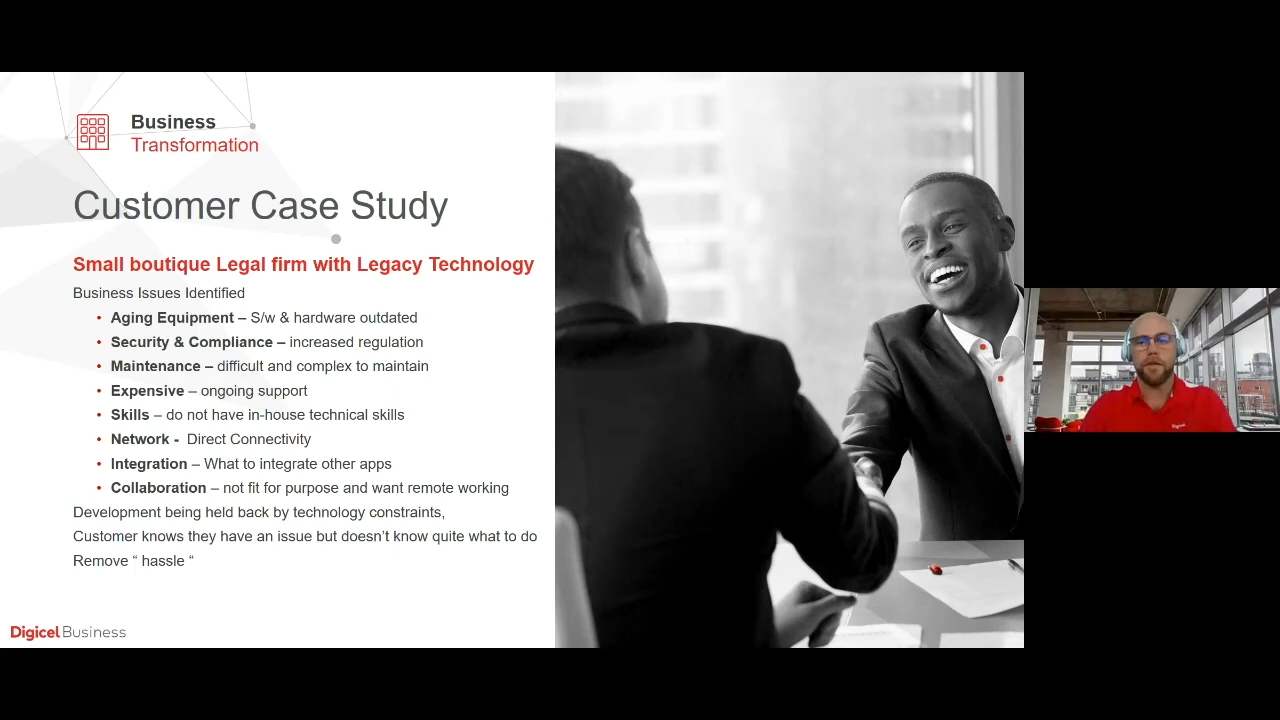 Business
Transformation
Customer Case Study
Small boutique Legal firm with Legacy Technology
Business Issues Identified
• Aging Equipment – S/w & hardware outdated
• Security & Compliance – increased regulation
• Maintenance – difficult and complex to maintain
• Expensive – ongoing support
• Skills – do not have in-house technical skills
• Network - Direct Connectivity
• Integration – What to integrate other apps
• Collaboration – not fit for purpose and want remote working
Development being held back by technology constraints,
Customer knows they have an issue but doesn’t know quite what to do
Remove “ hassle “
Digicel Business
Digicel